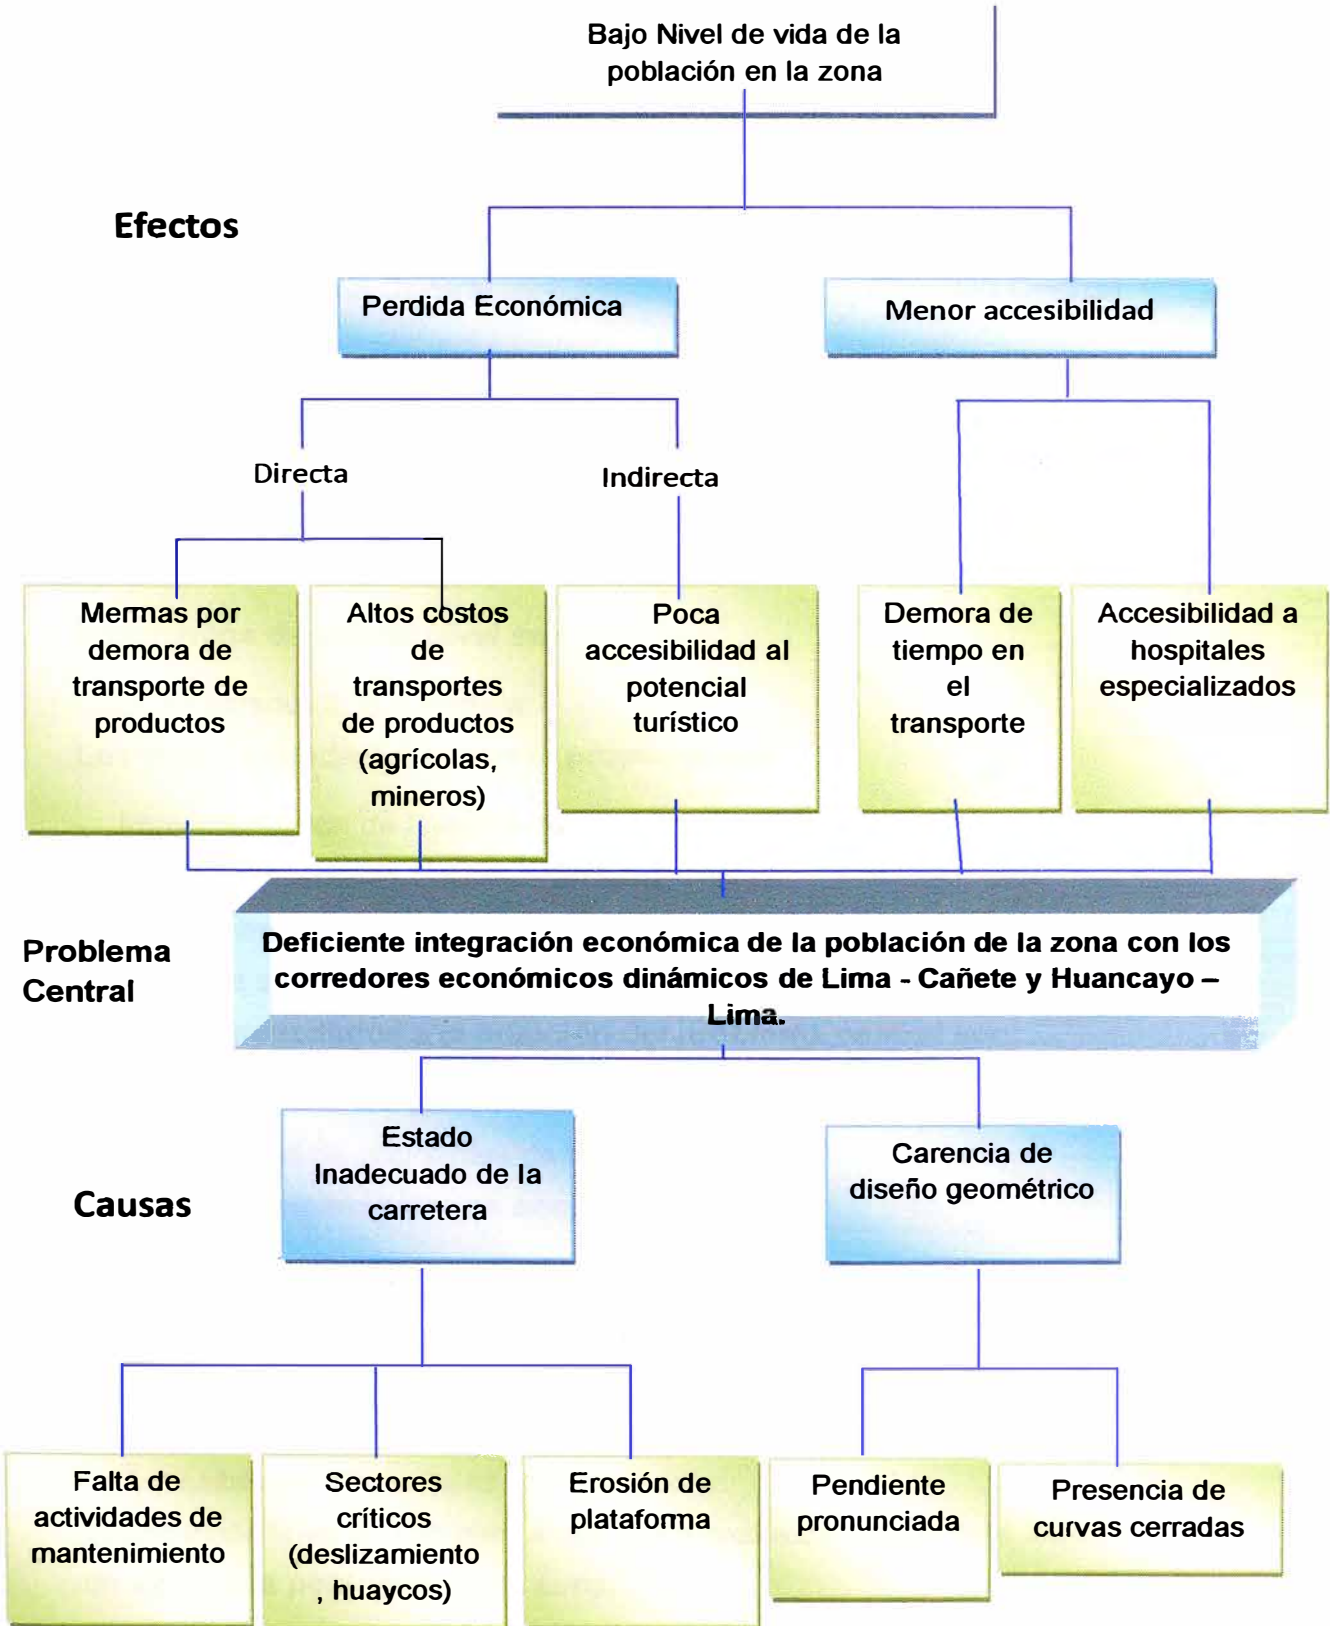 Bajo Nivel de vida de la
población en la zona
Efectos
Perdida Económica
Menor accesibilidad
Directa
Indirecta
Mermas por
demora de
transporte de
productos
Altos costos
de
transportes
de productos
(agrícolas,
mineros)
Poca
accesibilidad al
potencial
turístico
Demora de
tiempo en
el
transporte
Accesibilidad a
hospitales
especializados
Problema
Central
Deficiente integración económica de la población de la zona con los
corredores económicos dinámicos de Lima - Cañete y Huancayo –
Lima.
Causas
Estado
Inadecuado de la
carretera
Carencia de
diseño geométrico
Falta de
actividades de
mantenimiento
Sectores
críticos
(deslizamiento
, huaycos)
Erosión de
plataforma
Pendiente
pronunciada
Presencia de
curvas cerradas